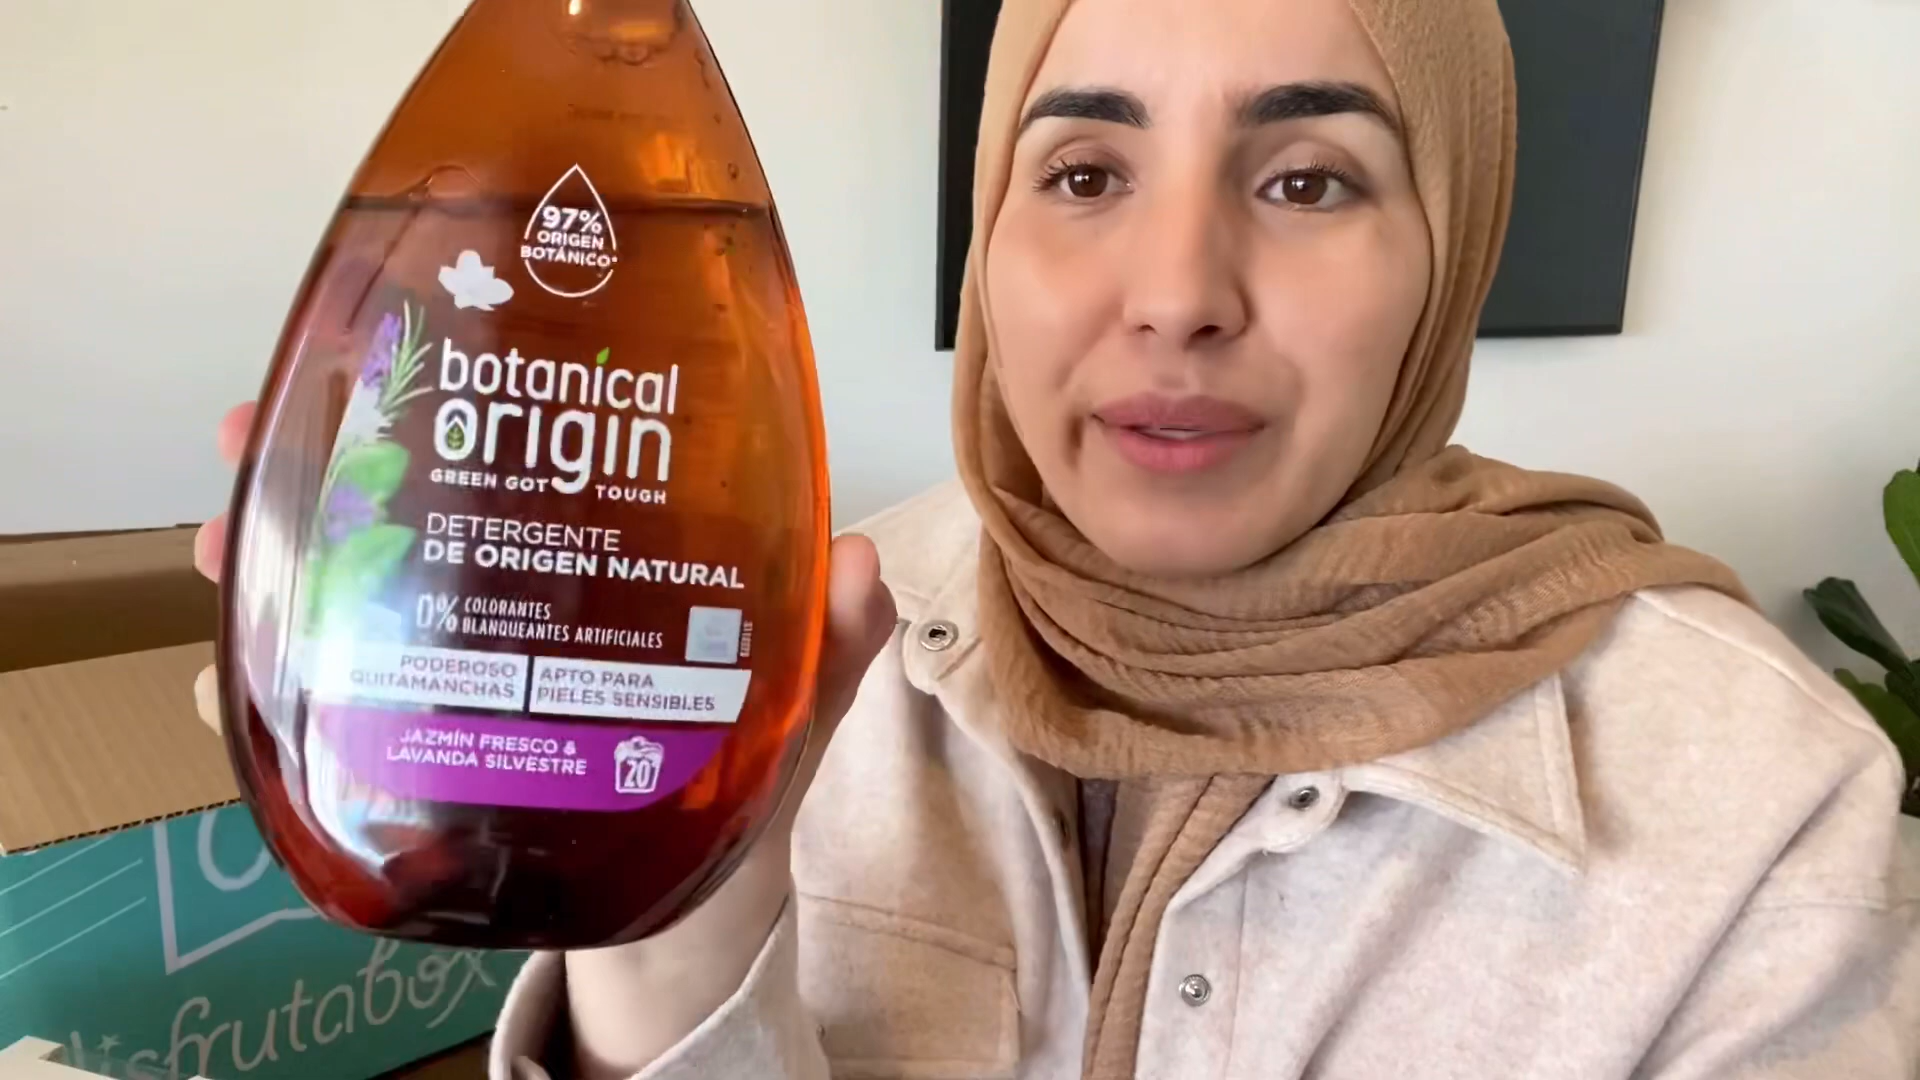 97%
ORIGEN
BOTÁNICO*
botanical
origin
GREEN GOT TOUGH
DETERGENTE
DE ORIGEN NATURAL
0% COLORANTES
BLANQUEANTES ARTIFICIALES
PODEROSO
QUITAMANCHAS
APTO PARA
PIELES SENSIBLES
JAZMÍN FRESCO &
LAVANDA SILVESTRE
20
disfrutabox